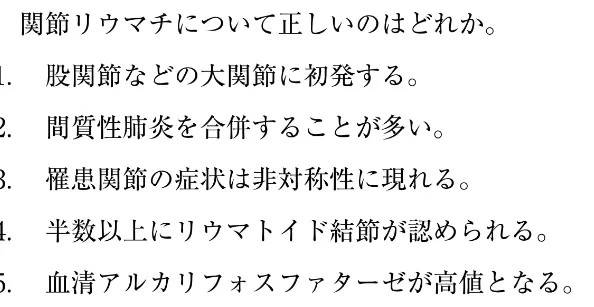 関節リウマチについて正しいのはどれか。
1. 股関節などの大関節に初発する。
2. 間質性肺炎を合併することが多い。
3. 罹患関節の症状は非対称性に現れる。
4. 半数以上にリウマトイド結節が認められる。
5. 血清アルカリフォスファターゼが高値となる。